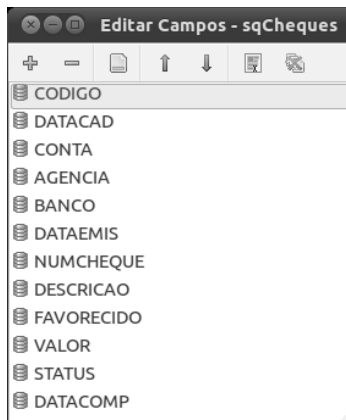 Editar Campos - sqCheques
CODIGO
DATACAD
CONTA
AGENCIA
BANCO
DATAEMIS
NUMCHEQUE
DESCRICAO
FAVORECIDO
VALOR
STATUS
DATACOMP